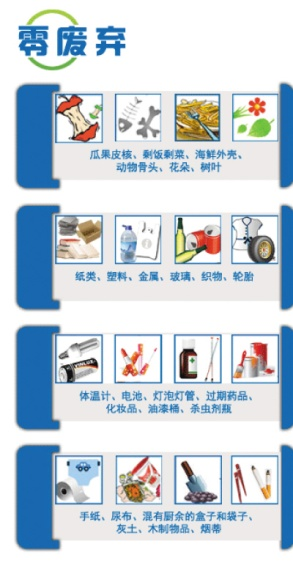 零废弃
瓜果皮核、剩饭剩菜、海鲜外壳、
动物骨头、花朵、树叶
纸类、塑料、金属、玻璃、织物、轮胎
体温计、电池、灯泡灯管、过期药品、
化妆品、油漆桶、杀虫剂瓶
手纸、尿布、混有厨余的盒子和袋子、
灰土、木制物品、烟蒂